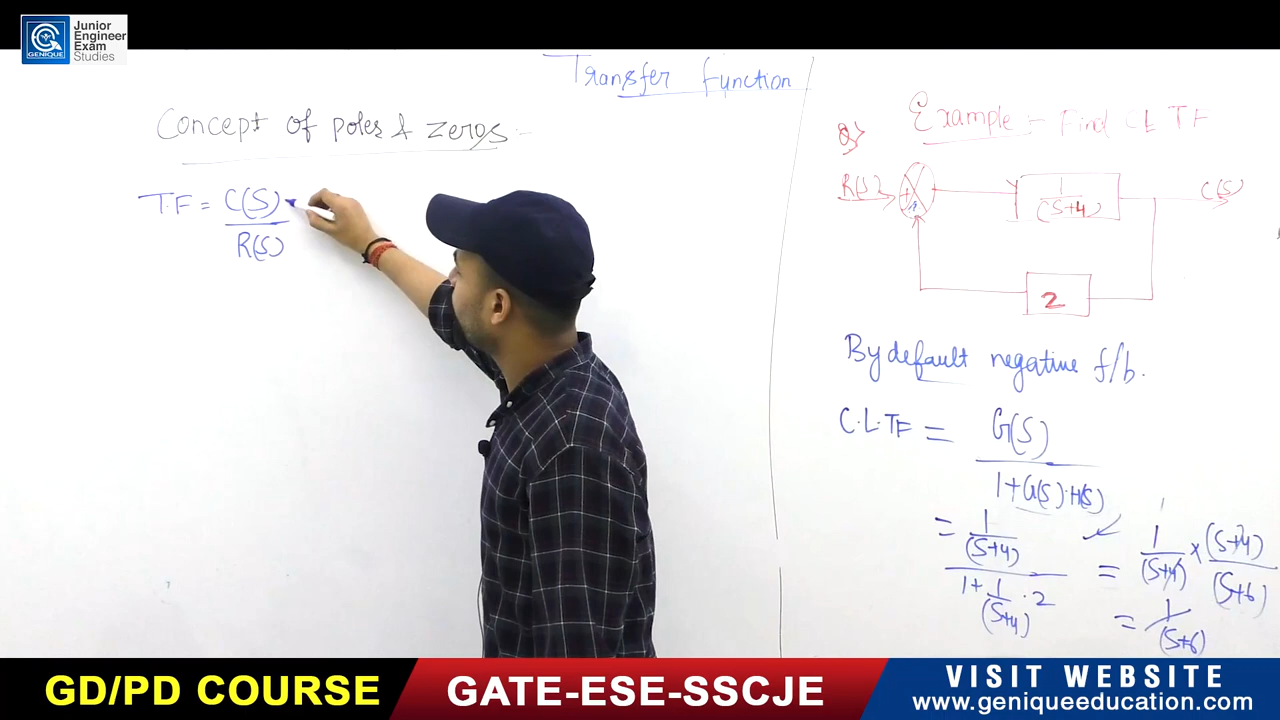 GENIQUE
Junior
Engineer
Exam
Studies
Transfer function
Concept of poles & zeros
T.F = C(S)
R(S)
Q)
Example :- Find CLTF
R(S)
1
(S+4)
C(S)
2
By default negative f/b.
C.L.TF = G(S)
1+G(S).H(S)
= 1
(S+4)
1+ 1 . 2
(S+4)
= 1 × (S+4)
(S+4) (S+6)
= 1
(S+6)
GD/PD COURSE
GATE-ESE-SSCJE
VISIT WEBSITE
www.geniqueeducation.com